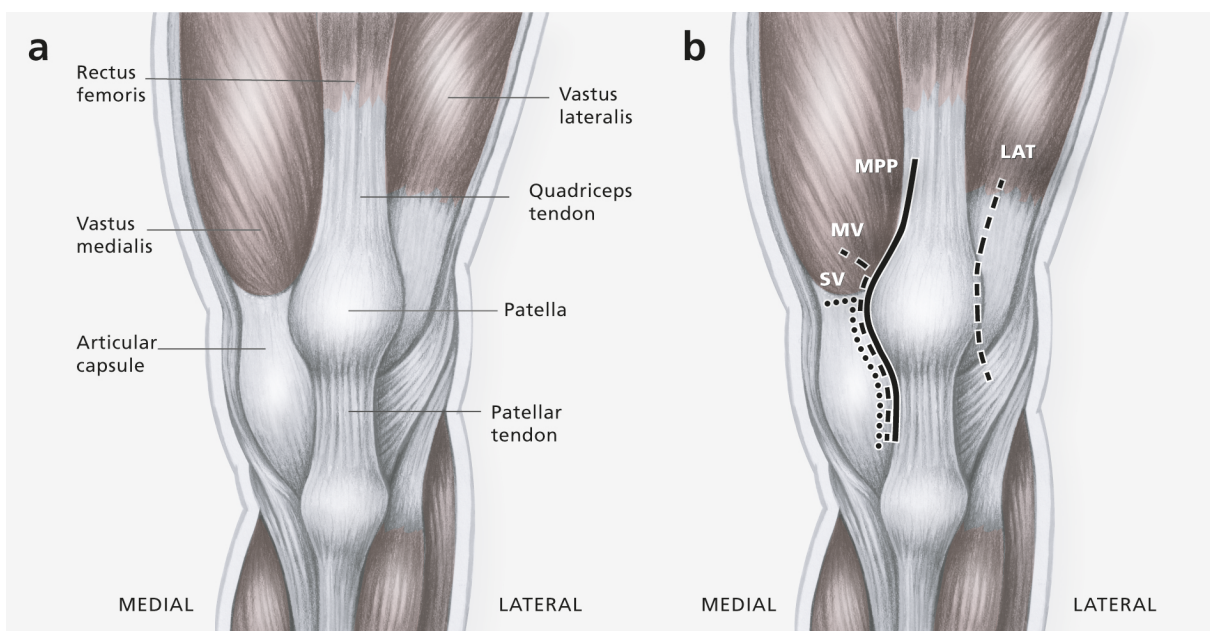 a
Rectus
femoris
Vastus
lateralis
Quadriceps
tendon
Vastus
medialis
Patella
Articular
capsule
Patellar
tendon
MEDIAL
LATERAL
b
MPP
LAT
MV
SV
MEDIAL
LATERAL